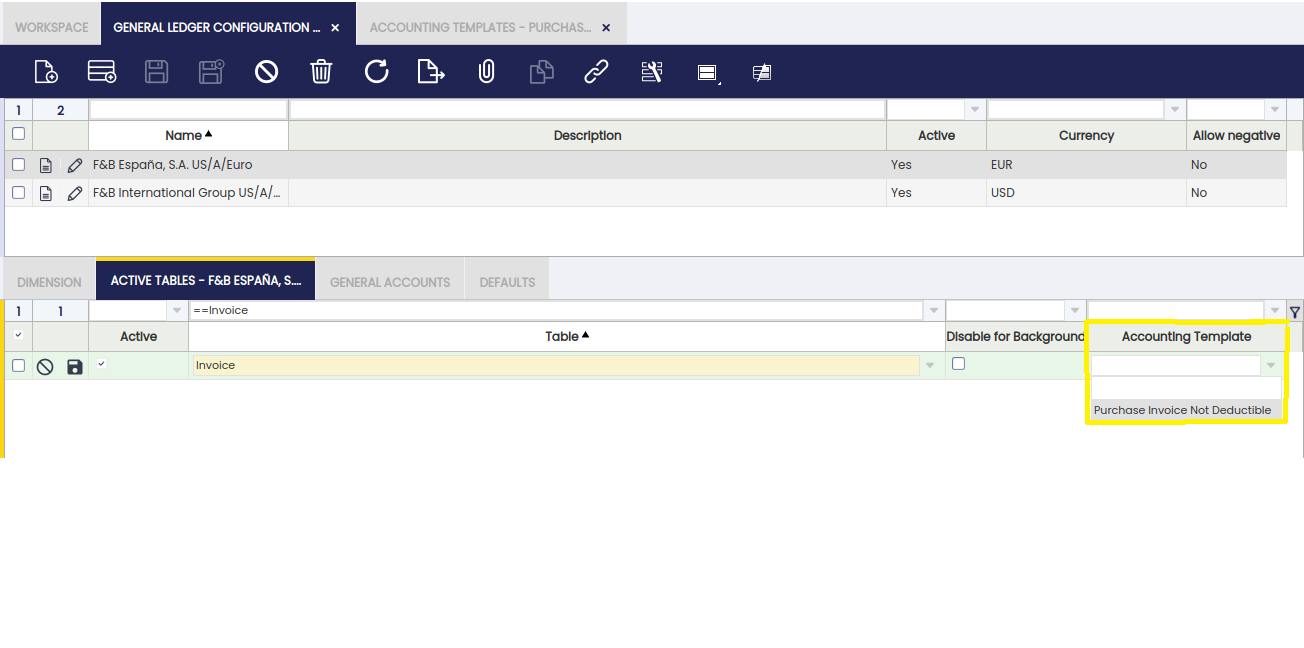 WORKSPACE GENERAL LEDGER CONFIGURATION ... × ACCOUNTING TEMPLATES - PURCHAS... ×
1 2
Name Description Active Currency Allow negative
F&B España, S.A. US/A/Euro Yes EUR No
F&B International Group US/A/... Yes USD No
DIMENSION ACTIVE TABLES - F&B ESPAÑA, S.... GENERAL ACCOUNTS DEFAULTS
1 1 ==Invoice
Active Table Disable for Background Accounting Template
Invoice
Purchase Invoice Not Deductible